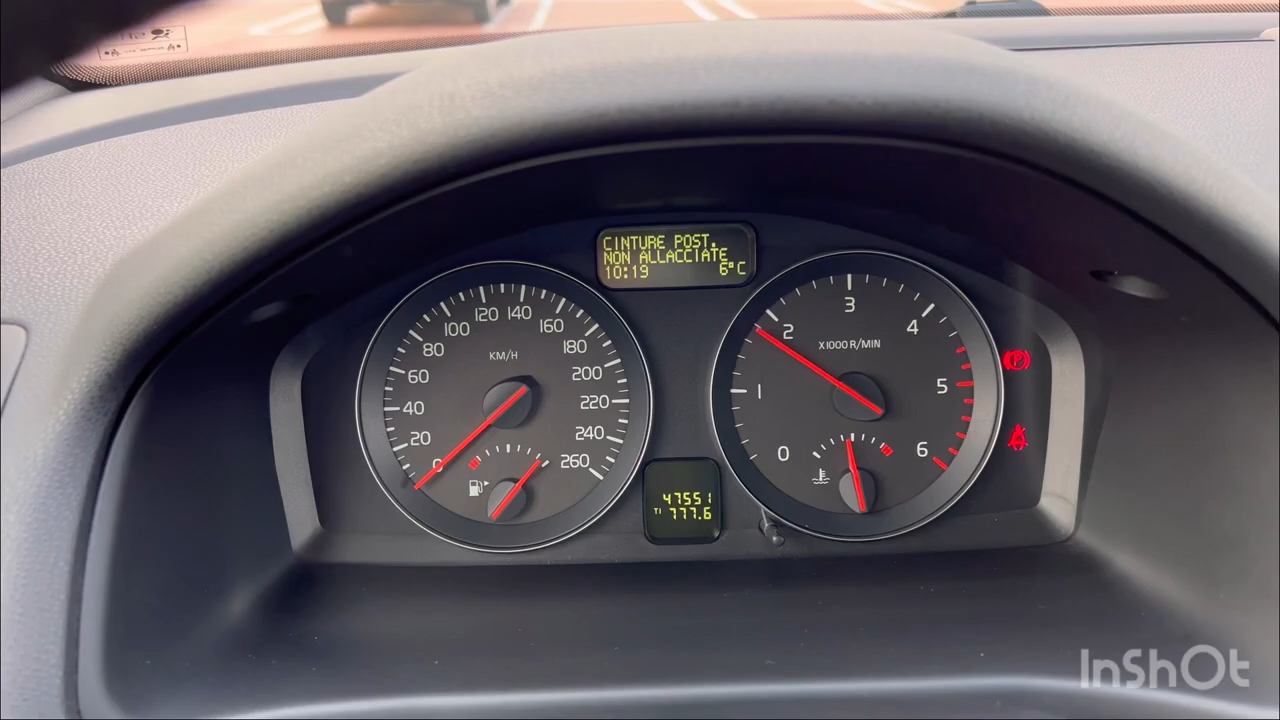 CINTURE POST.
NON ALLACCIATE
10:19 6°C
0
20
40
60
80
100
120
140
160
180
200
220
240
260
KM/H
0
1
2
3
4
5
6
X1000 R/MIN
P
47551
T1 777.6
InShOt